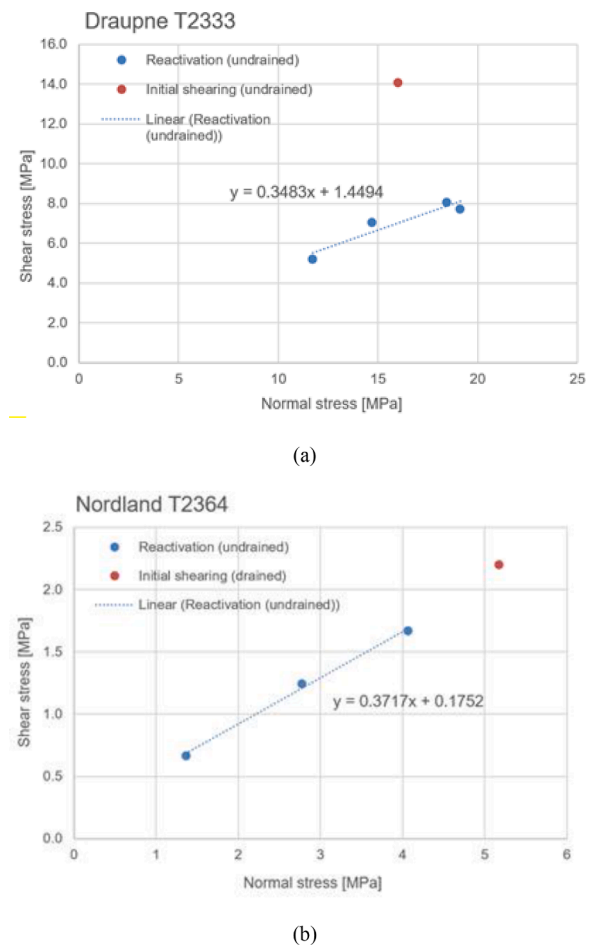 Draupne T2333
16.0
Reactivation (undrained)
14.0
Initial shearing (undrained)
12.0
Linear (Reactivation
(undrained))
10.0
y = 0.3483x + 1.4494
8.0
6.0
4.0
2.0
0.0
Shear stress [MPa]
0 5 10 15 20 25
Normal stress [MPa]
(a)
Nordland T2364
2.5
Reactivation (undrained)
Initial shearing (drained)
2.0
Linear (Reactivation (undrained))
1.5
y = 0.3717x + 0.1752
1.0
0.5
0.0
Shear stress [MPa]
0 1 2 3 4 5 6
Normal stress [MPa]
(b)